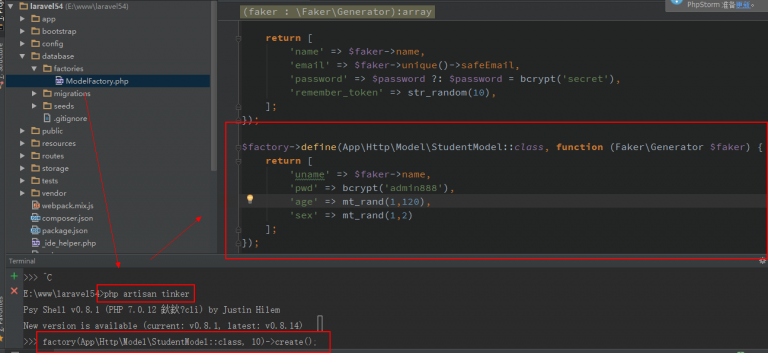 laravel54 (E:\www\laravel54)
app
bootstrap
config
database
factories
ModelFactory.php
migrations
seeds
.gitignore
public
resources
routes
storage
tests
vendor
webpack.mix.js
composer.json
package.json
_ide_helper.php
(faker : \Faker\Generator):array
PhpStorm 准备更新。
return [
'name' => $faker->name,
'email' => $faker->unique()->safeEmail,
'password' => $password ?: $password = bcrypt('secret'),
'remember_token' => str_random(10),
];
});
$factory->define(App\Http\Model\StudentModel::class, function (Faker\Generator $faker) {
return [
'uname' => $faker->name,
'pwd' => bcrypt('admin888'),
'age' => mt_rand(1,120),
'sex' => mt_rand(1,2)
];
});
Terminal
>>> ^C
E:\www\laravel54>php artisan tinker
Psy Shell v0.8.1 (PHP 7.0.12 鈥鈥?cli) by Justin Hileman
New version is available (current: v0.8.1, latest: v0.8.14)
>>> factory(App\Http\Model\StudentModel::class, 10)->create();